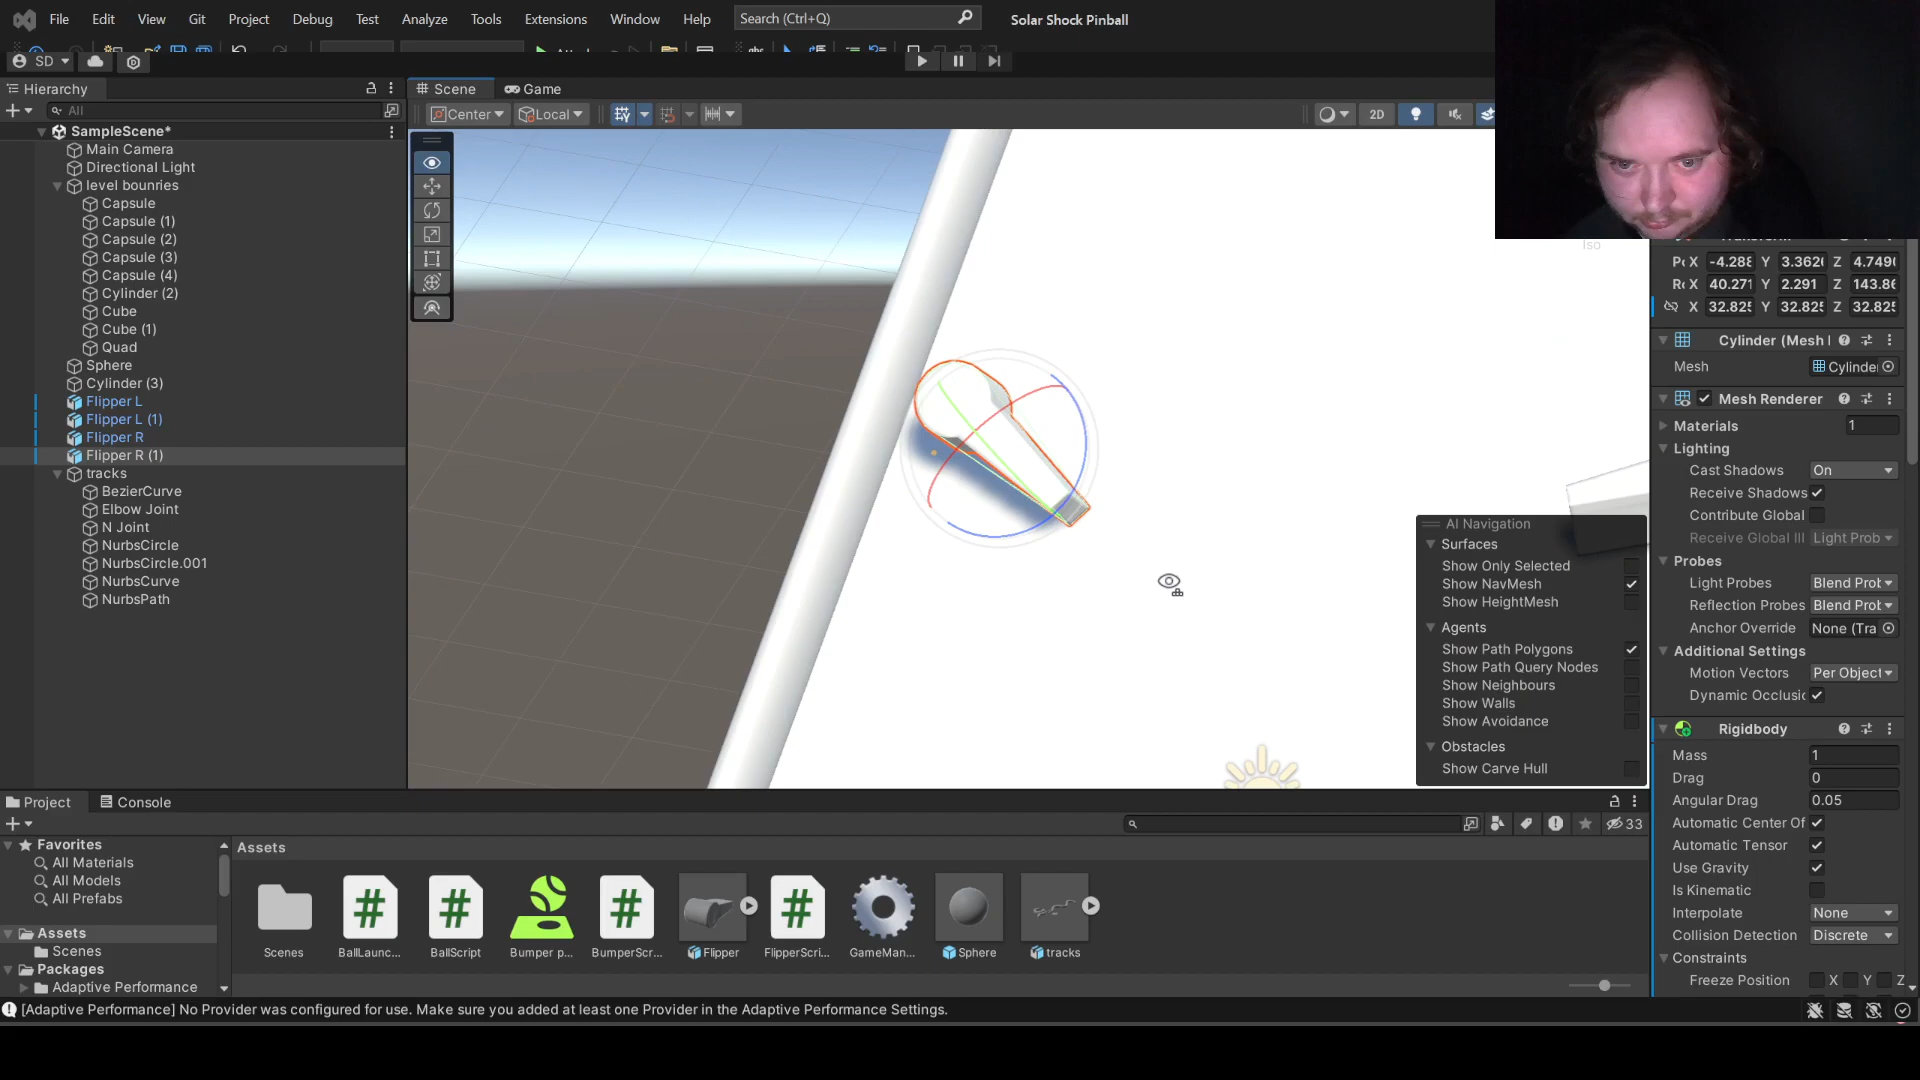 File Edit View Git Project Debug Test Analyze Tools Extensions Window Help Search (Ctrl+Q) Solar Shock Pinball
SD
Hierarchy
Scene Game
All
Center Local 2D
SampleScene*
Main Camera
Directional Light
level bounries
Capsule
Capsule (1)
Capsule (2)
Capsule (3)
Capsule (4)
Cylinder (2)
Cube
Cube (1)
Quad
Sphere
Cylinder (3)
Flipper L
Flipper L (1)
Flipper R
Flipper R (1)
tracks
BezierCurve
Elbow Joint
N Joint
NurbsCircle
NurbsCircle.001
NurbsCurve
NurbsPath
Iso
AI Navigation
Surfaces
Show Only Selected
Show NavMesh
Show HeightMesh
Agents
Show Path Polygons
Show Path Query Nodes
Show Neighbours
Show Walls
Show Avoidance
Obstacles
Show Carve Hull
X -4.288 Y 3.362 Z 4.749
X 40.271 Y 2.291 Z 143.86
X 32.825 Y 32.825 Z 32.825
Cylinder (Mesh
Mesh Cylinde
Mesh Renderer
Materials 1
Lighting
Cast Shadows On
Receive Shadows
Contribute Global
Receive Global Ill Light Prob
Probes
Light Probes Blend Prob
Reflection Probes Blend Prob
Anchor Override None (Tra
Additional Settings
Motion Vectors Per Object
Dynamic Occlusio
Rigidbody
Mass 1
Drag 0
Angular Drag 0.05
Automatic Center Of
Automatic Tensor
Use Gravity
Is Kinematic
Interpolate None
Collision Detection Discrete
Constraints
Freeze Position X Y Z
Project Console
33
Favorites
All Materials
All Models
All Prefabs
Assets
Scenes
Packages
Adaptive Performance
Assets
Scenes BallLaunc... BallScript Bumper p... BumperScr... Flipper FlipperScri... GameMan... Sphere tracks
[Adaptive Performance] No Provider was configured for use. Make sure you added at least one Provider in the Adaptive Performance Settings.